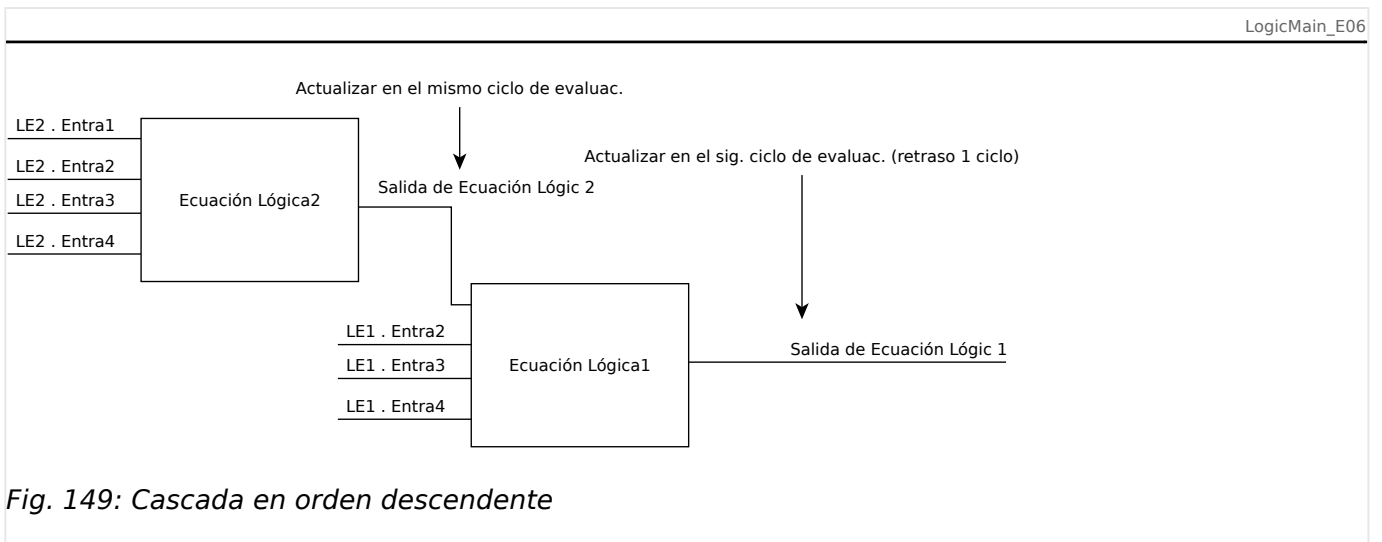 LogicMain_E06
Actualizar en el mismo ciclo de evaluac.
LE2 . Entra1
Actualizar en el sig. ciclo de evaluac. (retraso 1 ciclo)
LE2 . Entra2
Salida de Ecuación Lógic 2
LE2 . Entra3
Ecuación Lógica2
LE2 . Entra4
LE1 . Entra2
Salida de Ecuación Lógic 1
LE1 . Entra3
Ecuación Lógica1
LE1 . Entra4
Fig. 149: Cascada en orden descendente